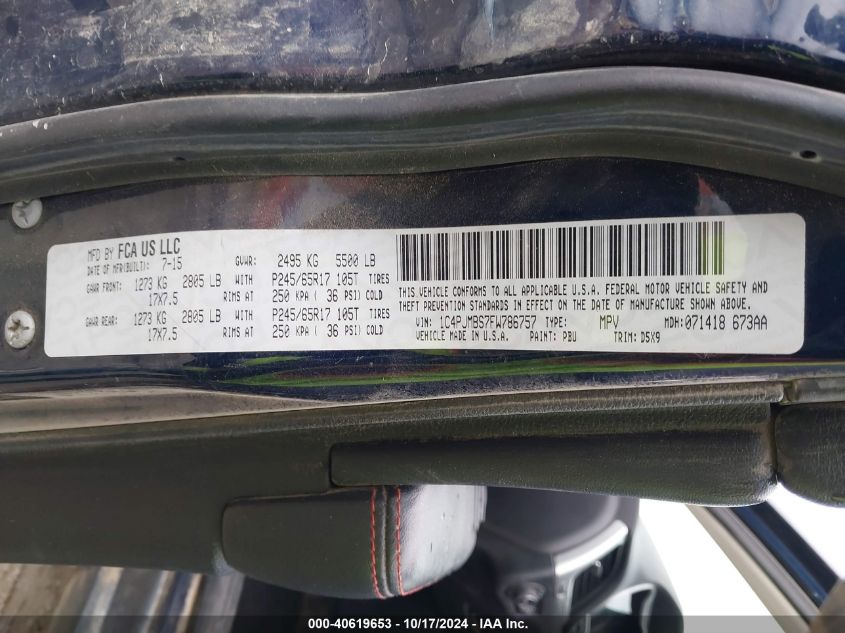 MFD BY FCA US LLC
DATE OF MFR(BUILT): 7-15 GVWR: 2495 KG 5500 LB
GAWR FRONT: 1273 KG 2805 LB WITH P245/65R17 105T TIRES
17X7.5 RIMS AT 250 KPA ( 36 PSI) COLD
GAWR REAR: 1273 KG 2805 LB WITH P245/65R17 105T TIRES
17X7.5 RIMS AT 250 KPA ( 36 PSI) COLD
THIS VEHICLE CONFORMS TO ALL APPLICABLE U.S.A. FEDERAL MOTOR VEHICLE SAFETY AND
THEFT PREVENTION STANDARDS IN EFFECT ON THE DATE OF MANUFACTURE SHOWN ABOVE.
VIN: 1C4PJMBS7FW786757 TYPE: MPV MDH: 071418 673AA
VEHICLE MADE IN U.S.A. PAINT: PBU TRIM: D5X9
000-40619653 - 10/17/2024 - IAA Inc.